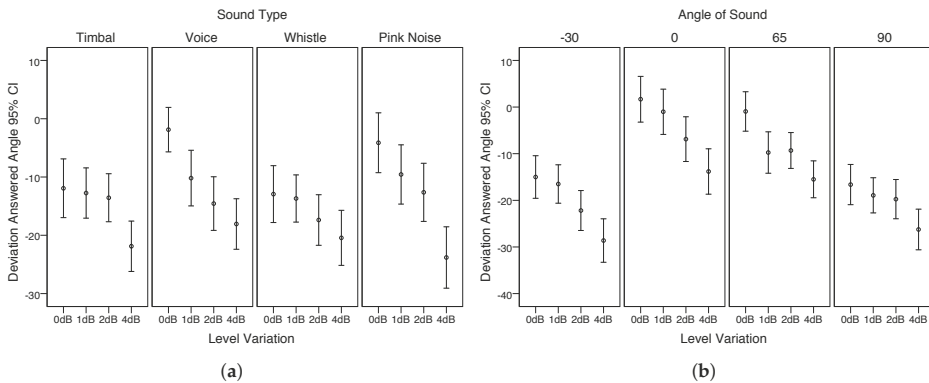 Sound Type
Timbal Voice Whistle Pink Noise
Deviation Answered Angle 95% CI
10
0
-10
-20
-30
0dB 1dB 2dB 4dB 0dB 1dB 2dB 4dB 0dB 1dB 2dB 4dB 0dB 1dB 2dB 4dB
Level Variation
(a)
Angle of Sound
-30 0 65 90
Deviation Answered Angle 95% CI
10
0
-10
-20
-30
-40
0dB 1dB 2dB 4dB 0dB 1dB 2dB 4dB 0dB 1dB 2dB 4dB 0dB 1dB 2dB 4dB
Level Variation
(b)